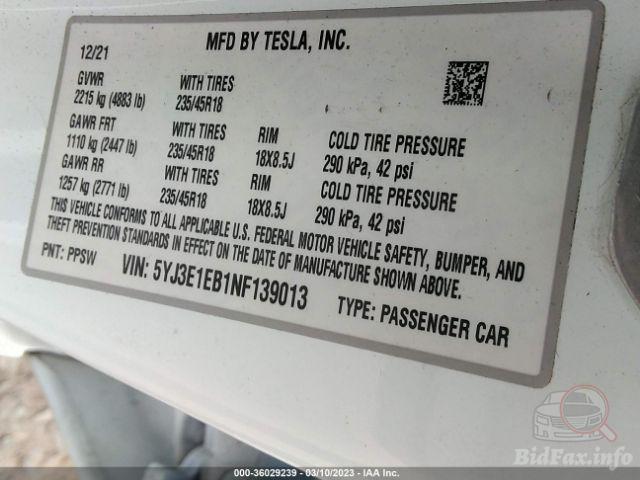 MFD BY TESLA, INC.
12/21
GVWR
2215 kg (4883 lb)
WITH TIRES
235/45R18
GAWR FRT
1110 kg (2447 lb)
WITH TIRES
235/45R18
RIM
18X8.5J
COLD TIRE PRESSURE
290 kPa, 42 psi
GAWR RR
1257 kg (2771 lb)
WITH TIRES
235/45R18
RIM
18X8.5J
COLD TIRE PRESSURE
290 kPa, 42 psi
THIS VEHICLE CONFORMS TO ALL APPLICABLE U.S. FEDERAL MOTOR VEHICLE SAFETY, BUMPER, AND
THEFT PREVENTION STANDARDS IN EFFECT ON THE DATE OF MANUFACTURE SHOWN ABOVE.
PNT: PPSW
VIN: 5YJ3E1EB1NF139013
TYPE: PASSENGER CAR
000-36029239 - 03/10/2023 - IAA Inc.
BidFax.info